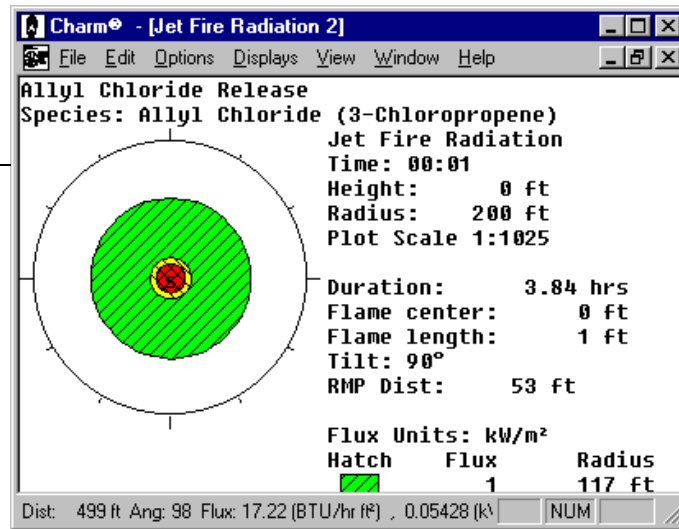 Charm® - [Jet Fire Radiation 2]
File Edit Options Displays View Window Help
Allyl Chloride Release
Species: Allyl Chloride (3-Chloropropene)
Jet Fire Radiation
Time: 00:01
Height: 0 ft
Radius: 200 ft
Plot Scale 1:1025
Duration: 3.84 hrs
Flame center: 0 ft
Flame length: 1 ft
Tilt: 90°
RMP Dist: 53 ft
Flux Units: kW/m²
Hatch Flux Radius
1 117 ft
Dist: 499 ft Ang: 98 Flux: 17.22 (BTU/hr ft²) , 0.05428 (k\ NUM